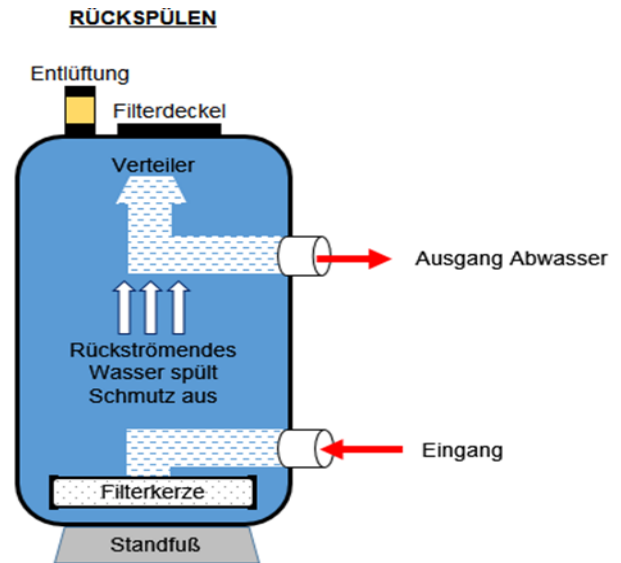 RÜCKSPÜLEN
Entlüftung
Filterdeckel
Verteiler
Ausgang Abwasser
Rückströmendes
Wasser spült
Schmutz aus
Eingang
Filterkerze
Standfuß